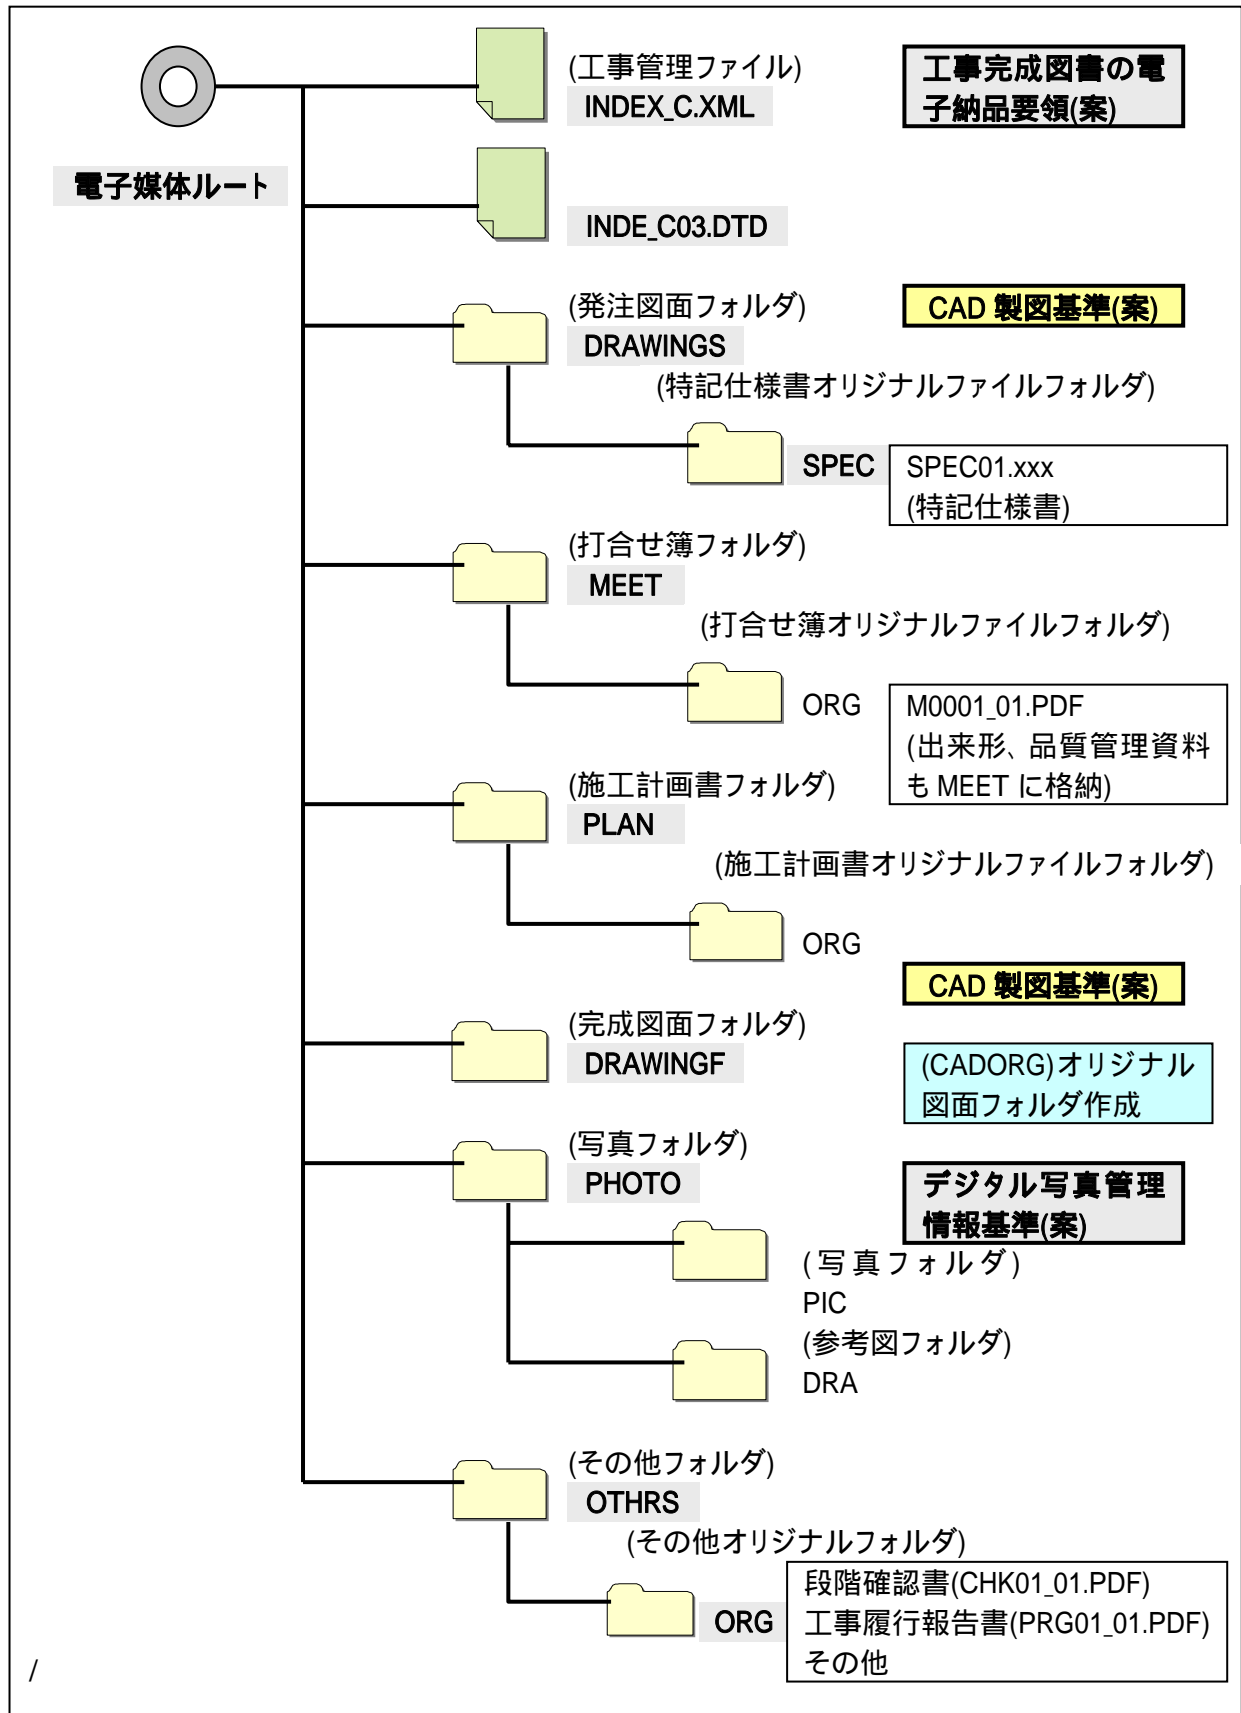 (工事管理ファイル)
INDEX_C.XML
工事完成図書の電
子納品要領(案)
電子媒体ルート
INDE_C03.DTD
(発注図面フォルダ)
DRAWINGS
CAD 製図基準(案)
(特記仕様書オリジナルファイルフォルダ)
SPEC
SPEC01.xxx
(特記仕様書)
(打合せ簿フォルダ)
MEET
(打合せ簿オリジナルファイルフォルダ)
ORG
M0001_01.PDF
(出来形、品質管理資料
も MEET に格納)
(施工計画書フォルダ)
PLAN
(施工計画書オリジナルファイルフォルダ)
ORG
CAD 製図基準(案)
(完成図面フォルダ)
DRAWINGF
(CADORG)オリジナル
図面フォルダ作成
(写真フォルダ)
PHOTO
デジタル写真管理
情報基準(案)
(写真フォルダ)
PIC
(参考図フォルダ)
DRA
(その他フォルダ)
OTHRS
(その他オリジナルフォルダ)
ORG
段階確認書(CHK01_01.PDF)
工事履行報告書(PRG01_01.PDF)
その他
/